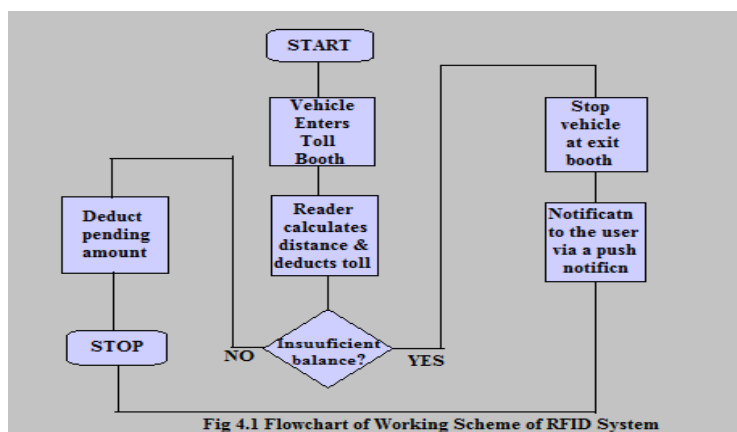 START
Vehicle
Enters
Toll
Booth
Reader
calculates
distance &
deducts toll
Insuuficient
balance?
NO
YES
Deduct
pending
amount
STOP
Stop
vehicle
at exit
booth
Notificatn
to the user
via a push
notificn
Fig 4.1 Flowchart of Working Scheme of RFID System